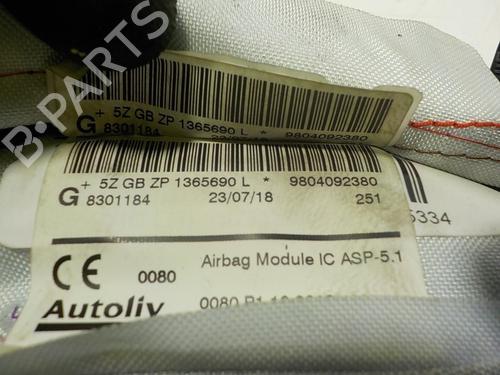 B-PARTS
+ 5Z GB ZP 1365690 L * 9804092380
G 8301184
+ 5Z GB ZP 1365690 L * 9804092380
G 8301184 23/07/18 251
5334
CE 0080 Airbag Module IC ASP-5.1
Autoliv 0080